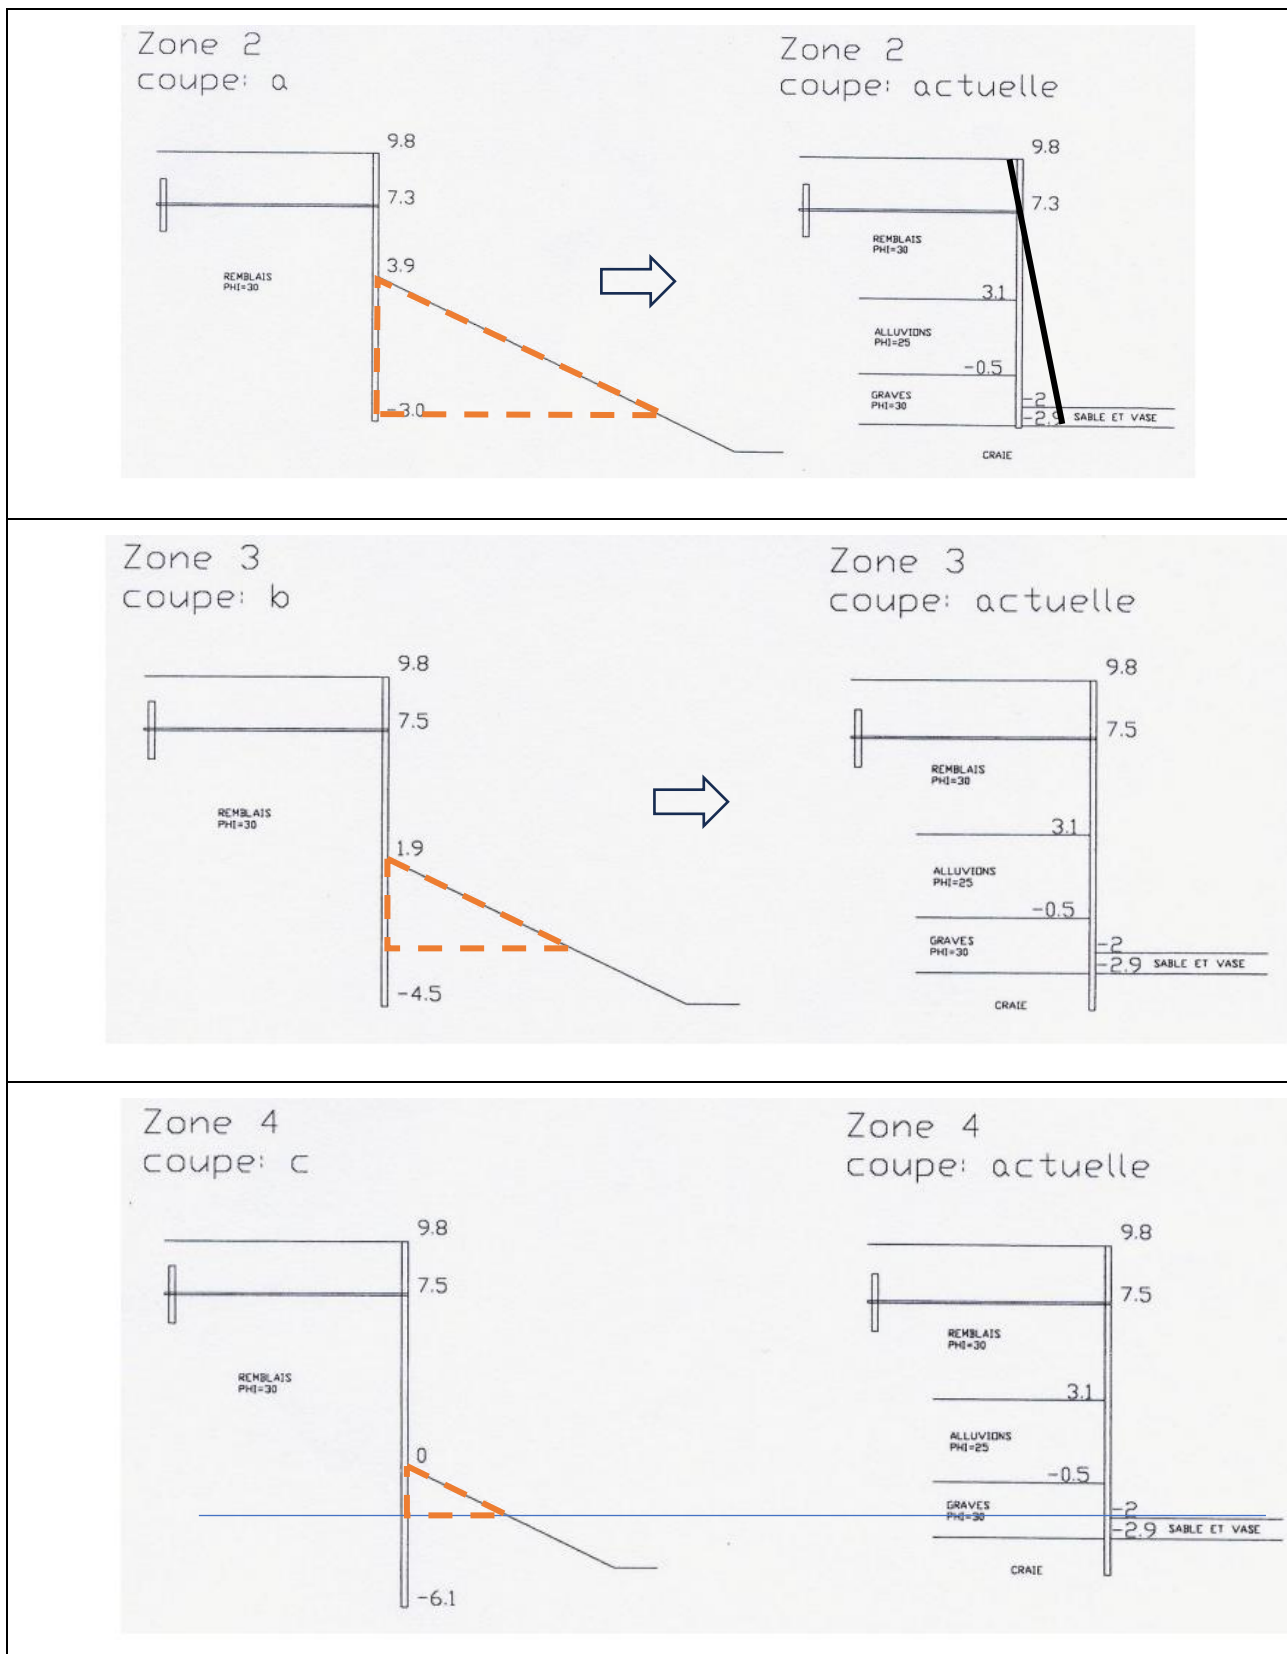 Zone 2
coupe: a
9.8
7.3
3.9
REMBLAIS
PHI=30
-3.0
Zone 2
coupe: actuelle
9.8
7.3
REMBLAIS
PHI=30
3.1
ALLUVIONS
PHI=25
-0.5
GRAVES
PHI=30
-2
-2.9 SABLE ET VASE
CRAIE
Zone 3
coupe: b
9.8
7.5
REMBLAIS
PHI=30
1.9
-4.5
Zone 3
coupe: actuelle
9.8
7.5
REMBLAIS
PHI=30
3.1
ALLUVIONS
PHI=25
-0.5
GRAVES
PHI=30
-2
-2.9 SABLE ET VASE
CRAIE
Zone 4
coupe: c
9.8
7.5
REMBLAIS
PHI=30
0
-6.1
Zone 4
coupe: actuelle
9.8
7.5
REMBLAIS
PHI=30
3.1
ALLUVIONS
PHI=25
-0.5
GRAVES
PHI=30
-2
-2.9 SABLE ET VASE
CRAIE